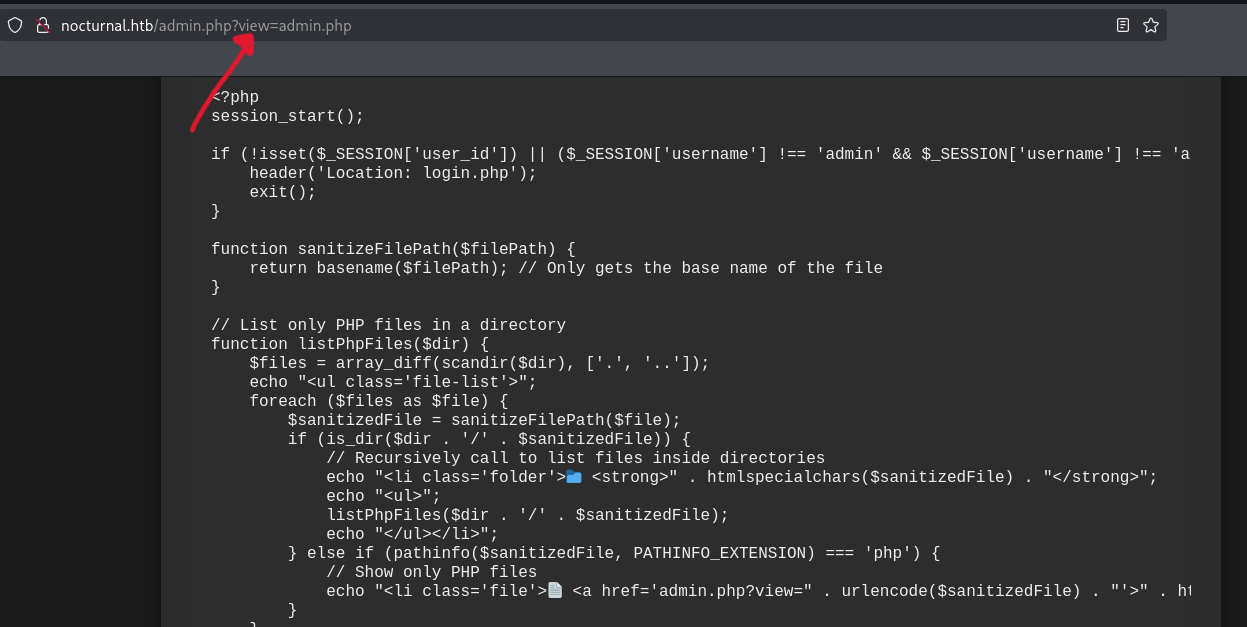 nocturnal.htb/admin.php?view=admin.php
<?php
session_start();
if (!isset($_SESSION['user_id']) || ($_SESSION['username'] !== 'admin' && $_SESSION['username'] !== 'a
    header('Location: login.php');
    exit();
}
function sanitizeFilePath($filePath) {
    return basename($filePath); // Only gets the base name of the file
}
// List only PHP files in a directory
function listPhpFiles($dir) {
    $files = array_diff(scandir($dir), ['.', '..']);
    echo "<ul class='file-list'>";
    foreach ($files as $file) {
        $sanitizedFile = sanitizeFilePath($file);
        if (is_dir($dir . '/' . $sanitizedFile)) {
            // Recursively call to list files inside directories
            echo "<li class='folder'>📁 <strong>" . htmlspecialchars($sanitizedFile) . "</strong>";
            echo "<ul>";
            listPhpFiles($dir . '/' . $sanitizedFile);
            echo "</ul></li>";
        } else if (pathinfo($sanitizedFile, PATHINFO_EXTENSION) === 'php') {
            // Show only PHP files
            echo "<li class='file'>📄 <a href='admin.php?view=" . urlencode($sanitizedFile) . "'>" . ht
        }